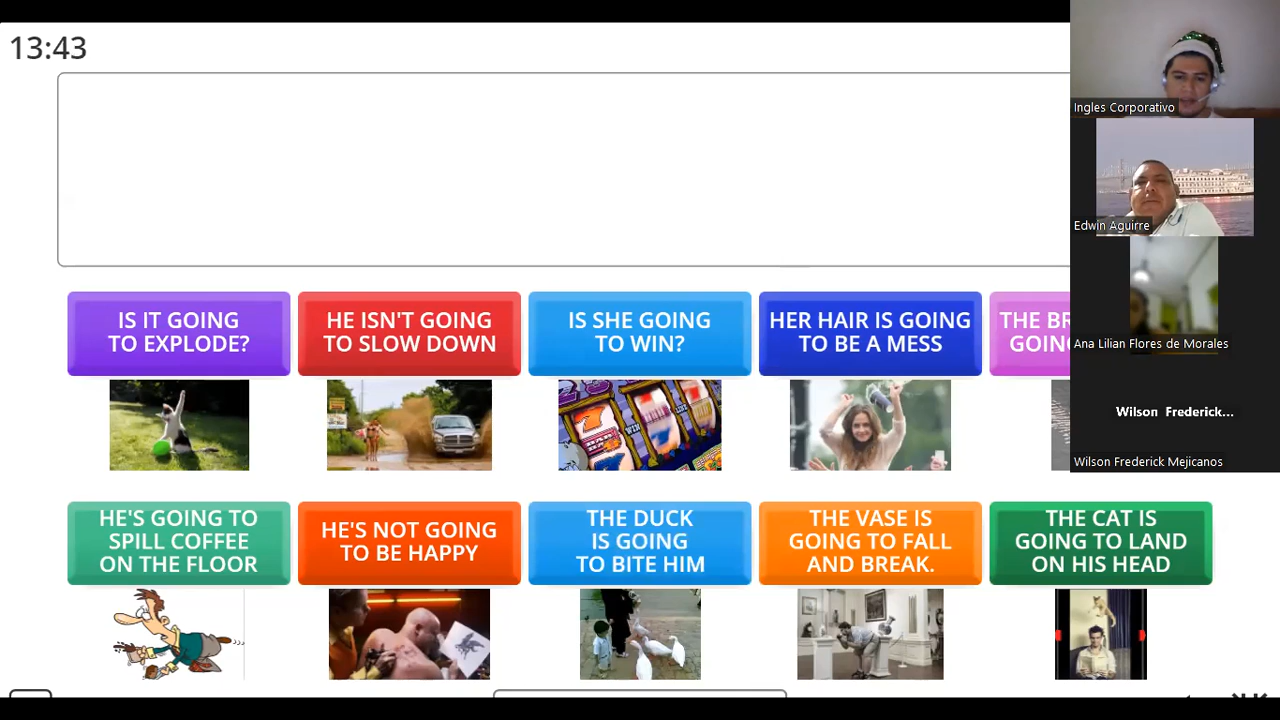 13:43
IS IT GOING
TO EXPLODE?
HE ISN'T GOING
TO SLOW DOWN
IS SHE GOING
TO WIN?
HER HAIR IS GOING
TO BE A MESS
THE
GOING
HE'S GOING TO
SPILL COFFEE
ON THE FLOOR
HE'S NOT GOING
TO BE HAPPY
THE DUCK
IS GOING
TO BITE HIM
THE VASE IS
GOING TO FALL
AND BREAK.
THE CAT IS
GOING TO LAND
ON HIS HEAD
Ingles Corporativo
Edwin Aguirre
Ana Lilian Flores de Morales
Wilson Frederick...
Wilson Frederick Mejicanos